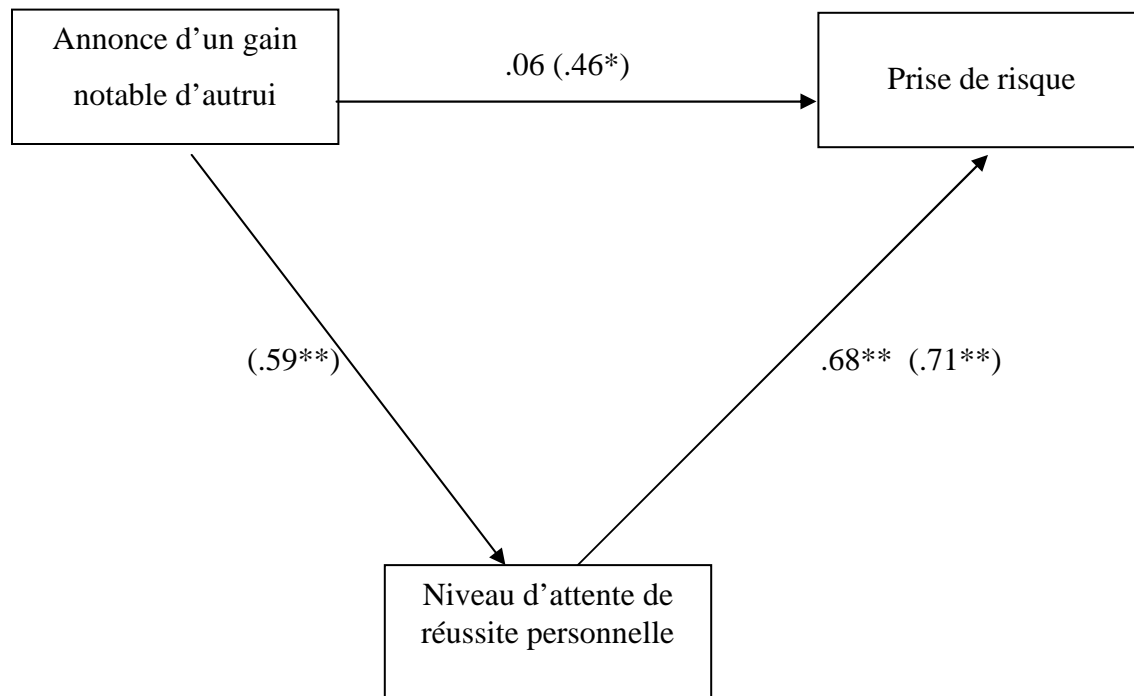 Annonce d’un gain
notable d’autrui
.06 (.46*)
Prise de risque
(.59**)
.68** (.71**)
Niveau d’attente de
réussite personnelle